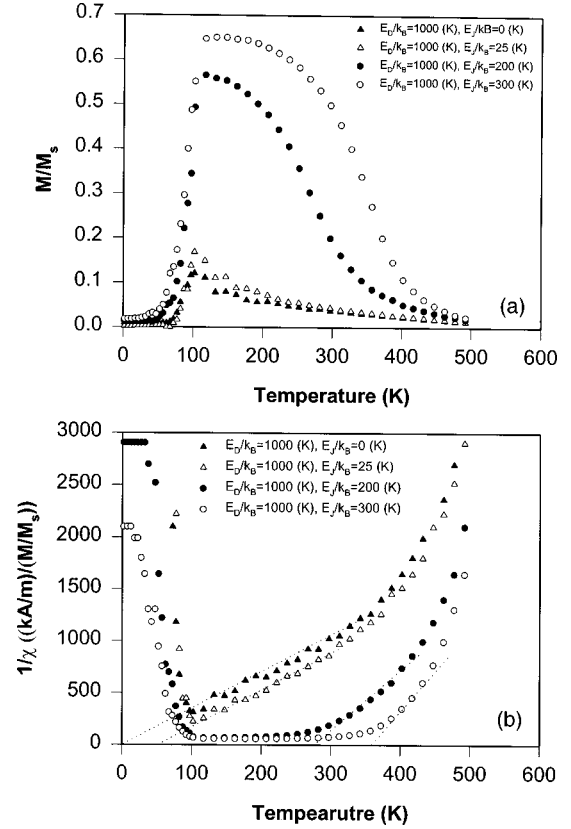 0.7
0.6
0.5
0.4
0.3
0.2
0.1
0.0
M/Ms
▲ E_D/k_B=1000 (K), E_J/kB=0 (K)
△ E_D/k_B=1000 (K), E_J/k_B=25 (K)
● E_D/k_B=1000 (K), E_J/k_B=200 (K)
○ E_D/k_B=1000 (K), E_J/k_B=300 (K)
(a)
0 100 200 300 400 500 600
Temperature (K)
3000
2500
2000
1500
1000
500
0
1/χ ((kA/m)/(M/Ms))
▲ E_D/k_B=1000 (K), E_J/k_B=0 (K)
△ E_D/k_B=1000 (K), E_J/k_B=25 (K)
● E_D/k_B=1000 (K), E_J/k_B=200 (K)
○ E_D/k_B=1000 (K), E_J/k_B=300 (K)
(b)
0 100 200 300 400 500 600
Tempearutre (K)